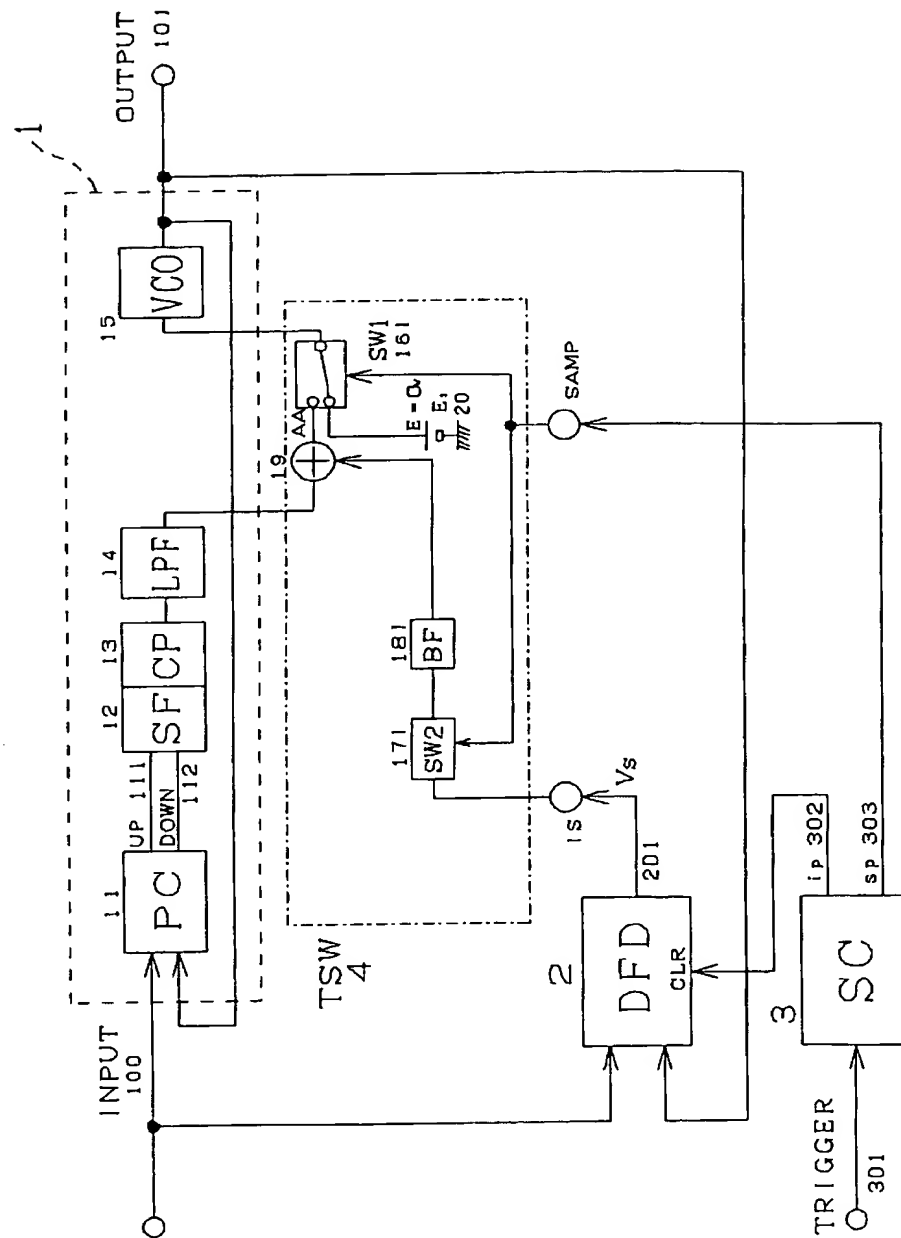 1
OUTPUT
101
VCO
15
14
LPF
13
CP
12
SF
UP 111
DOWN
112
11
PC
INPUT
100
SW1
161
AA
19
E
20
181
BF
171
SW2
SAMP
IS
Vs
201
TSW
4
2
DFD
CLR
ip 302
sp 303
3
SC
TRIGGER
301